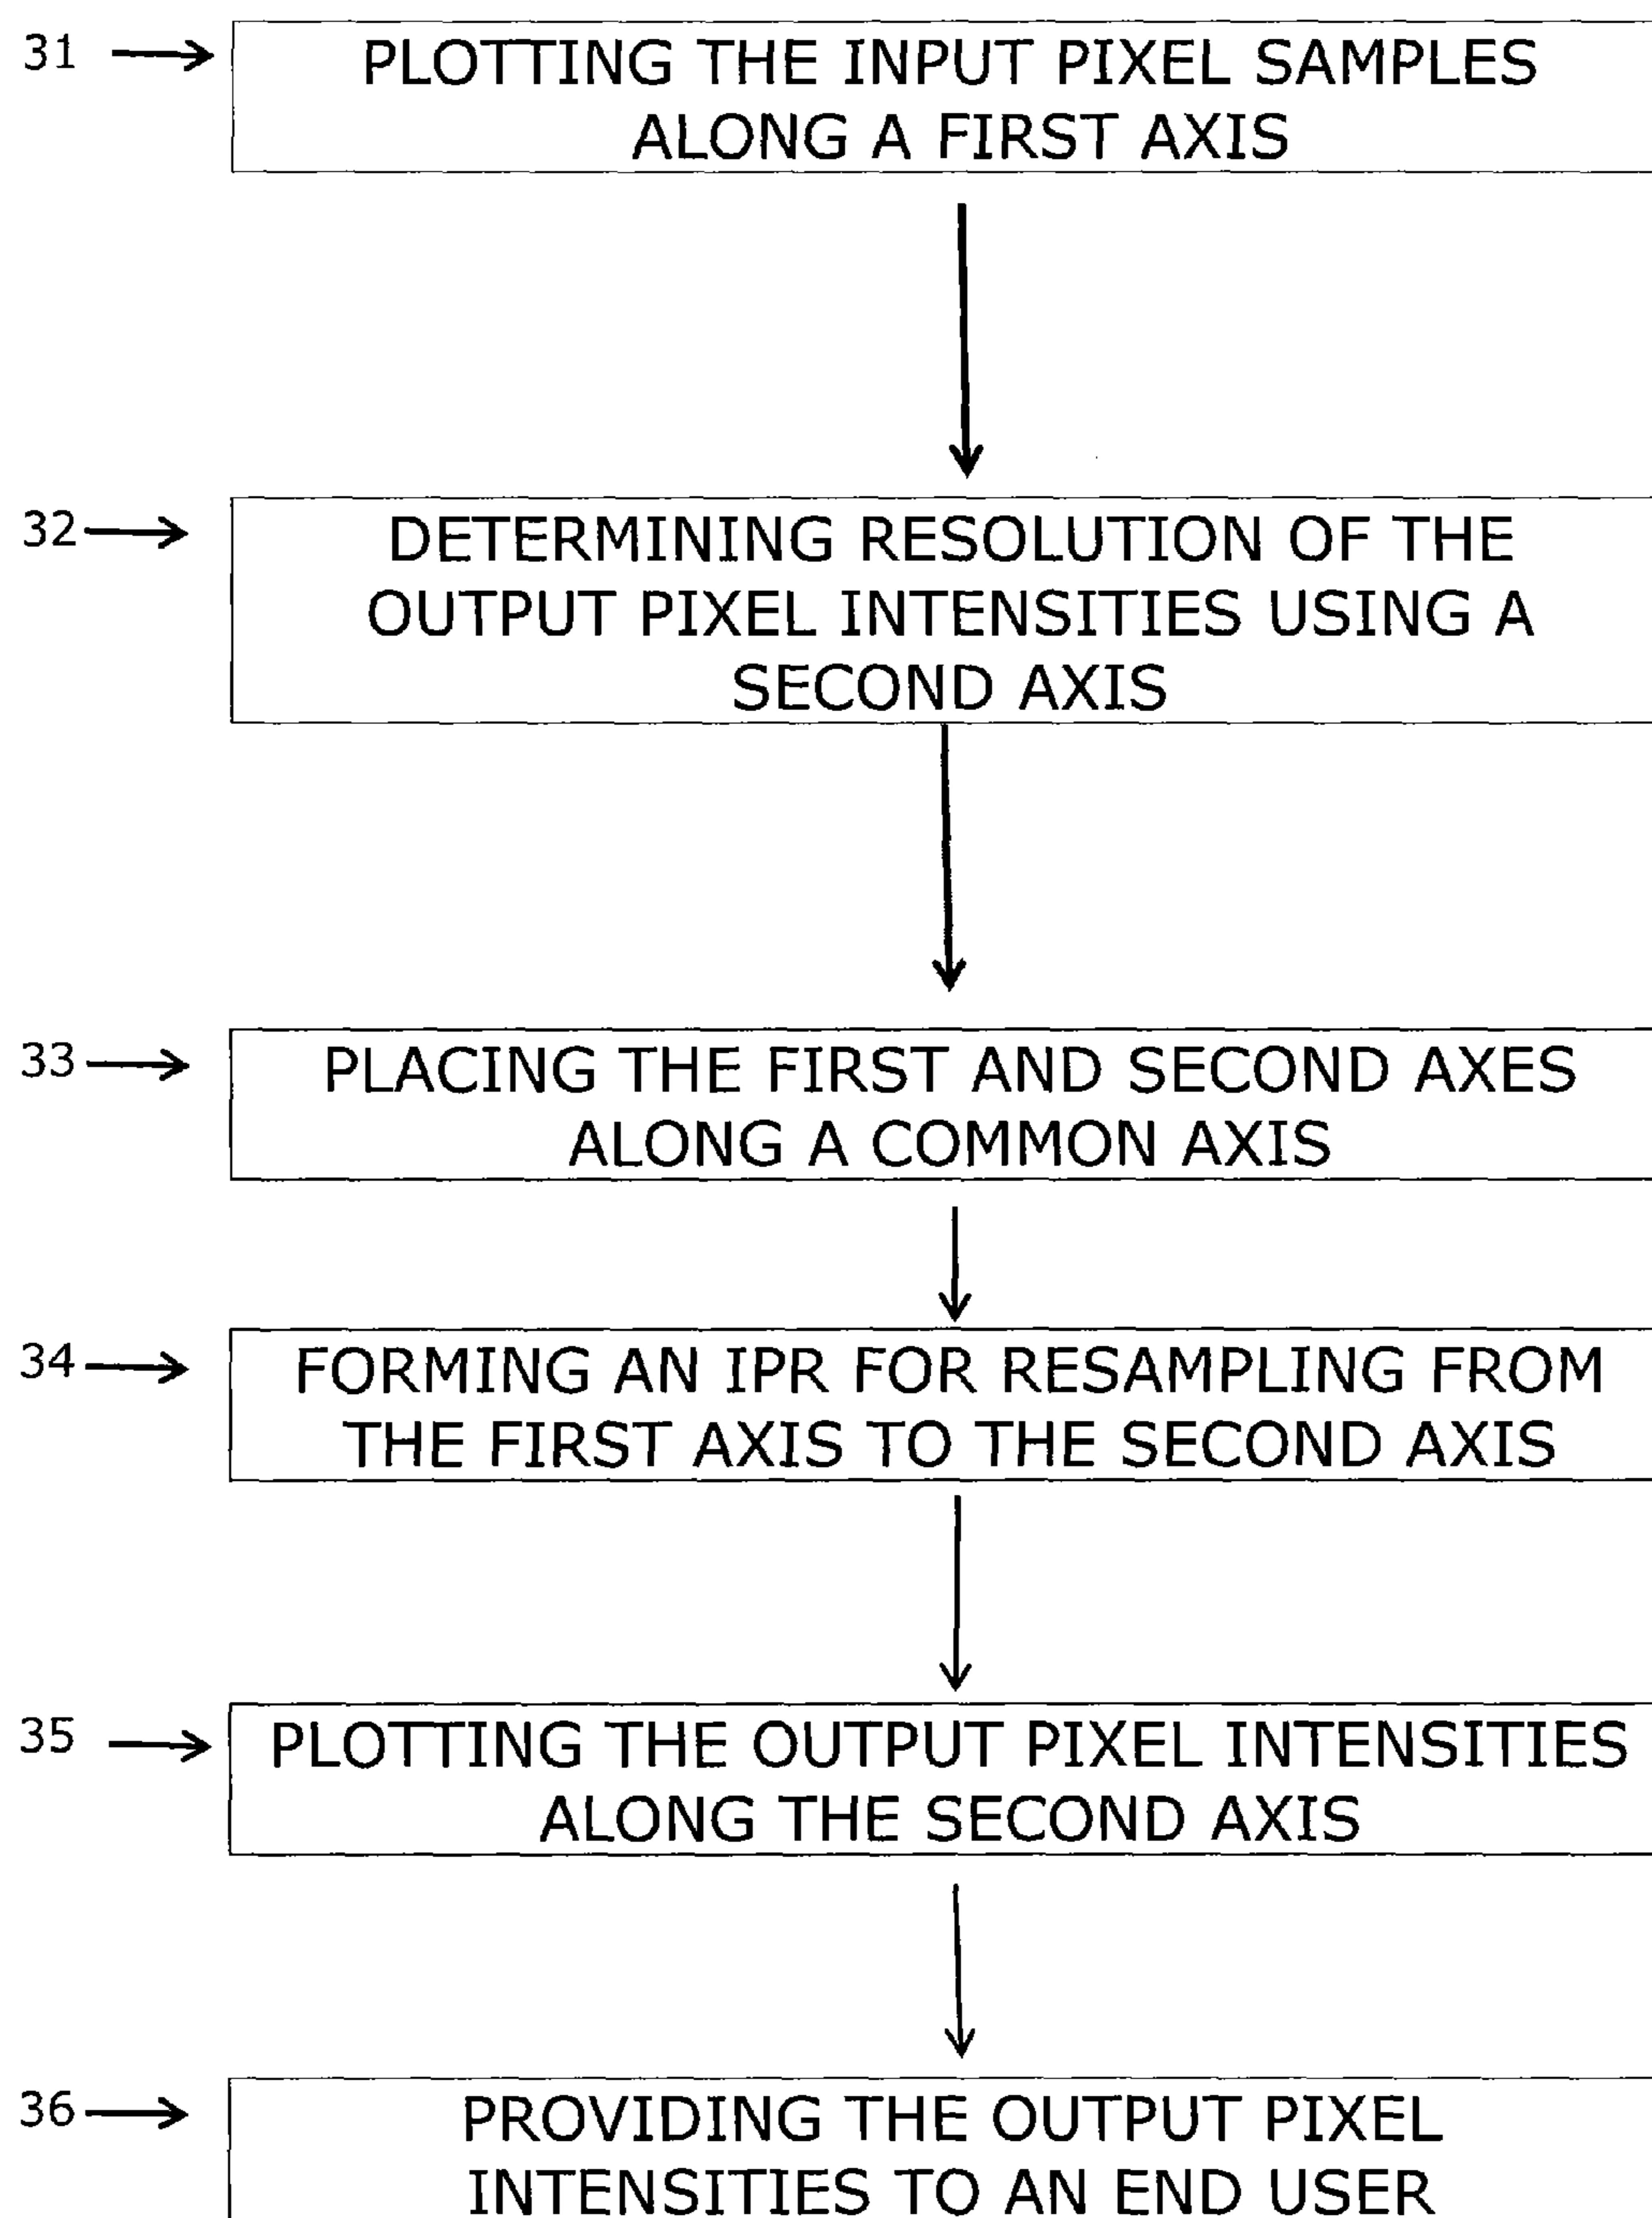 31
PLOTTING THE INPUT PIXEL SAMPLES
ALONG A FIRST AXIS
32
DETERMINING RESOLUTION OF THE
OUTPUT PIXEL INTENSITIES USING A
SECOND AXIS
33
PLACING THE FIRST AND SECOND AXES
ALONG A COMMON AXIS
34
FORMING AN IPR FOR RESAMPLING FROM
THE FIRST AXIS TO THE SECOND AXIS
35
PLOTTING THE OUTPUT PIXEL INTENSITIES
ALONG THE SECOND AXIS
36
PROVIDING THE OUTPUT PIXEL
INTENSITIES TO AN END USER